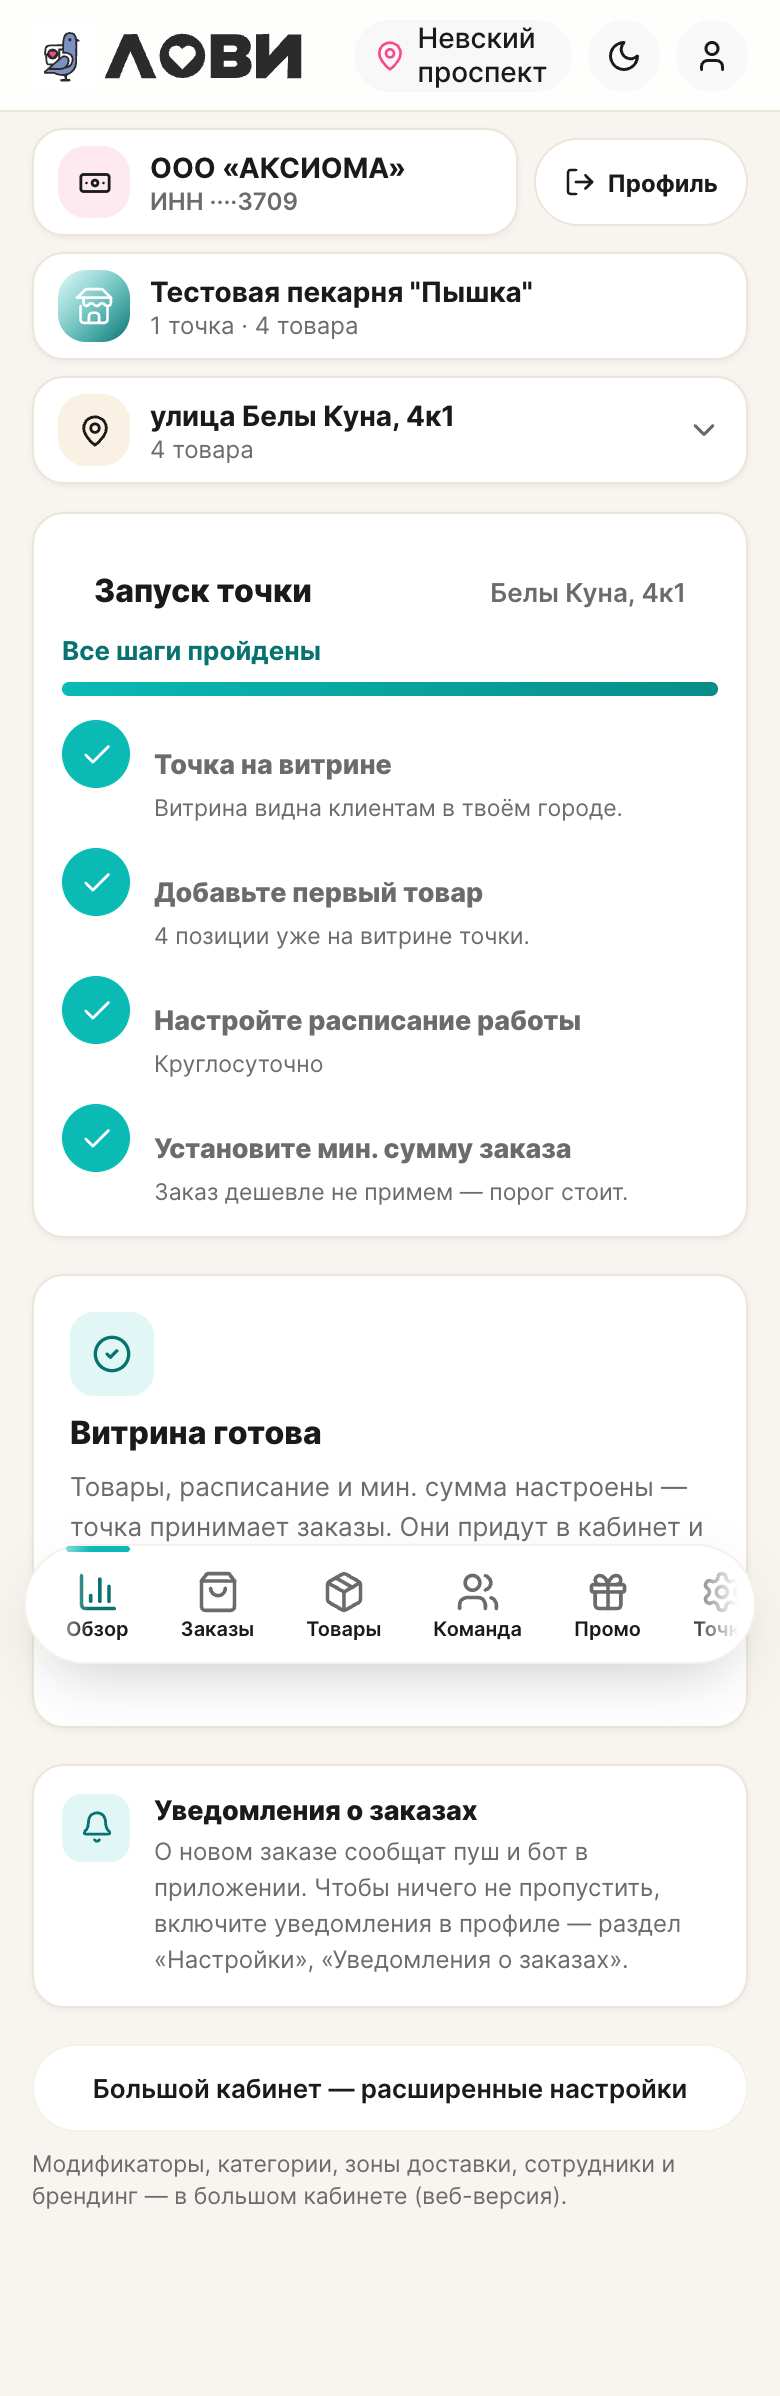 ЛОВИ
Невский
проспект
ООО «АКСИОМА»
ИНН ····3709
Профиль
Тестовая пекарня "Пышка"
1 точка · 4 товара
улица Белы Куна, 4к1
4 товара
Запуск точки
Белы Куна, 4к1
Все шаги пройдены
Точка на витрине
Витрина видна клиентам в твоём городе.
Добавьте первый товар
4 позиции уже на витрине точки.
Настройте расписание работы
Круглосуточно
Установите мин. сумму заказа
Заказ дешевле не примем — порог стоит.
Витрина готова
Товары, расписание и мин. сумма настроены —
точка принимает заказы. Они придут в кабинет и
Обзор
Заказы
Товары
Команда
Промо
Уведомления о заказах
О новом заказе сообщат пуш и бот в
приложении. Чтобы ничего не пропустить,
включите уведомления в профиле — раздел
«Настройки», «Уведомления о заказах».
Большой кабинет — расширенные настройки
Модификаторы, категории, зоны доставки, сотрудники и
брендинг — в большом кабинете (веб-версия).